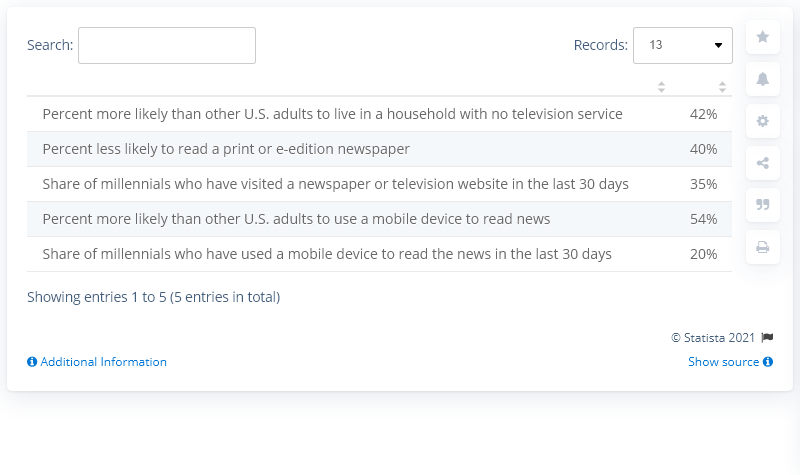 Search:
Records: 13
Percent more likely than other U.S. adults to live in a household with no television service 42%
Percent less likely to read a print or e-edition newspaper 40%
Share of millennials who have visited a newspaper or television website in the last 30 days 35%
Percent more likely than other U.S. adults to use a mobile device to read news 54%
Share of millennials who have used a mobile device to read the news in the last 30 days 20%
Showing entries 1 to 5 (5 entries in total)
© Statista 2021
Additional Information
Show source